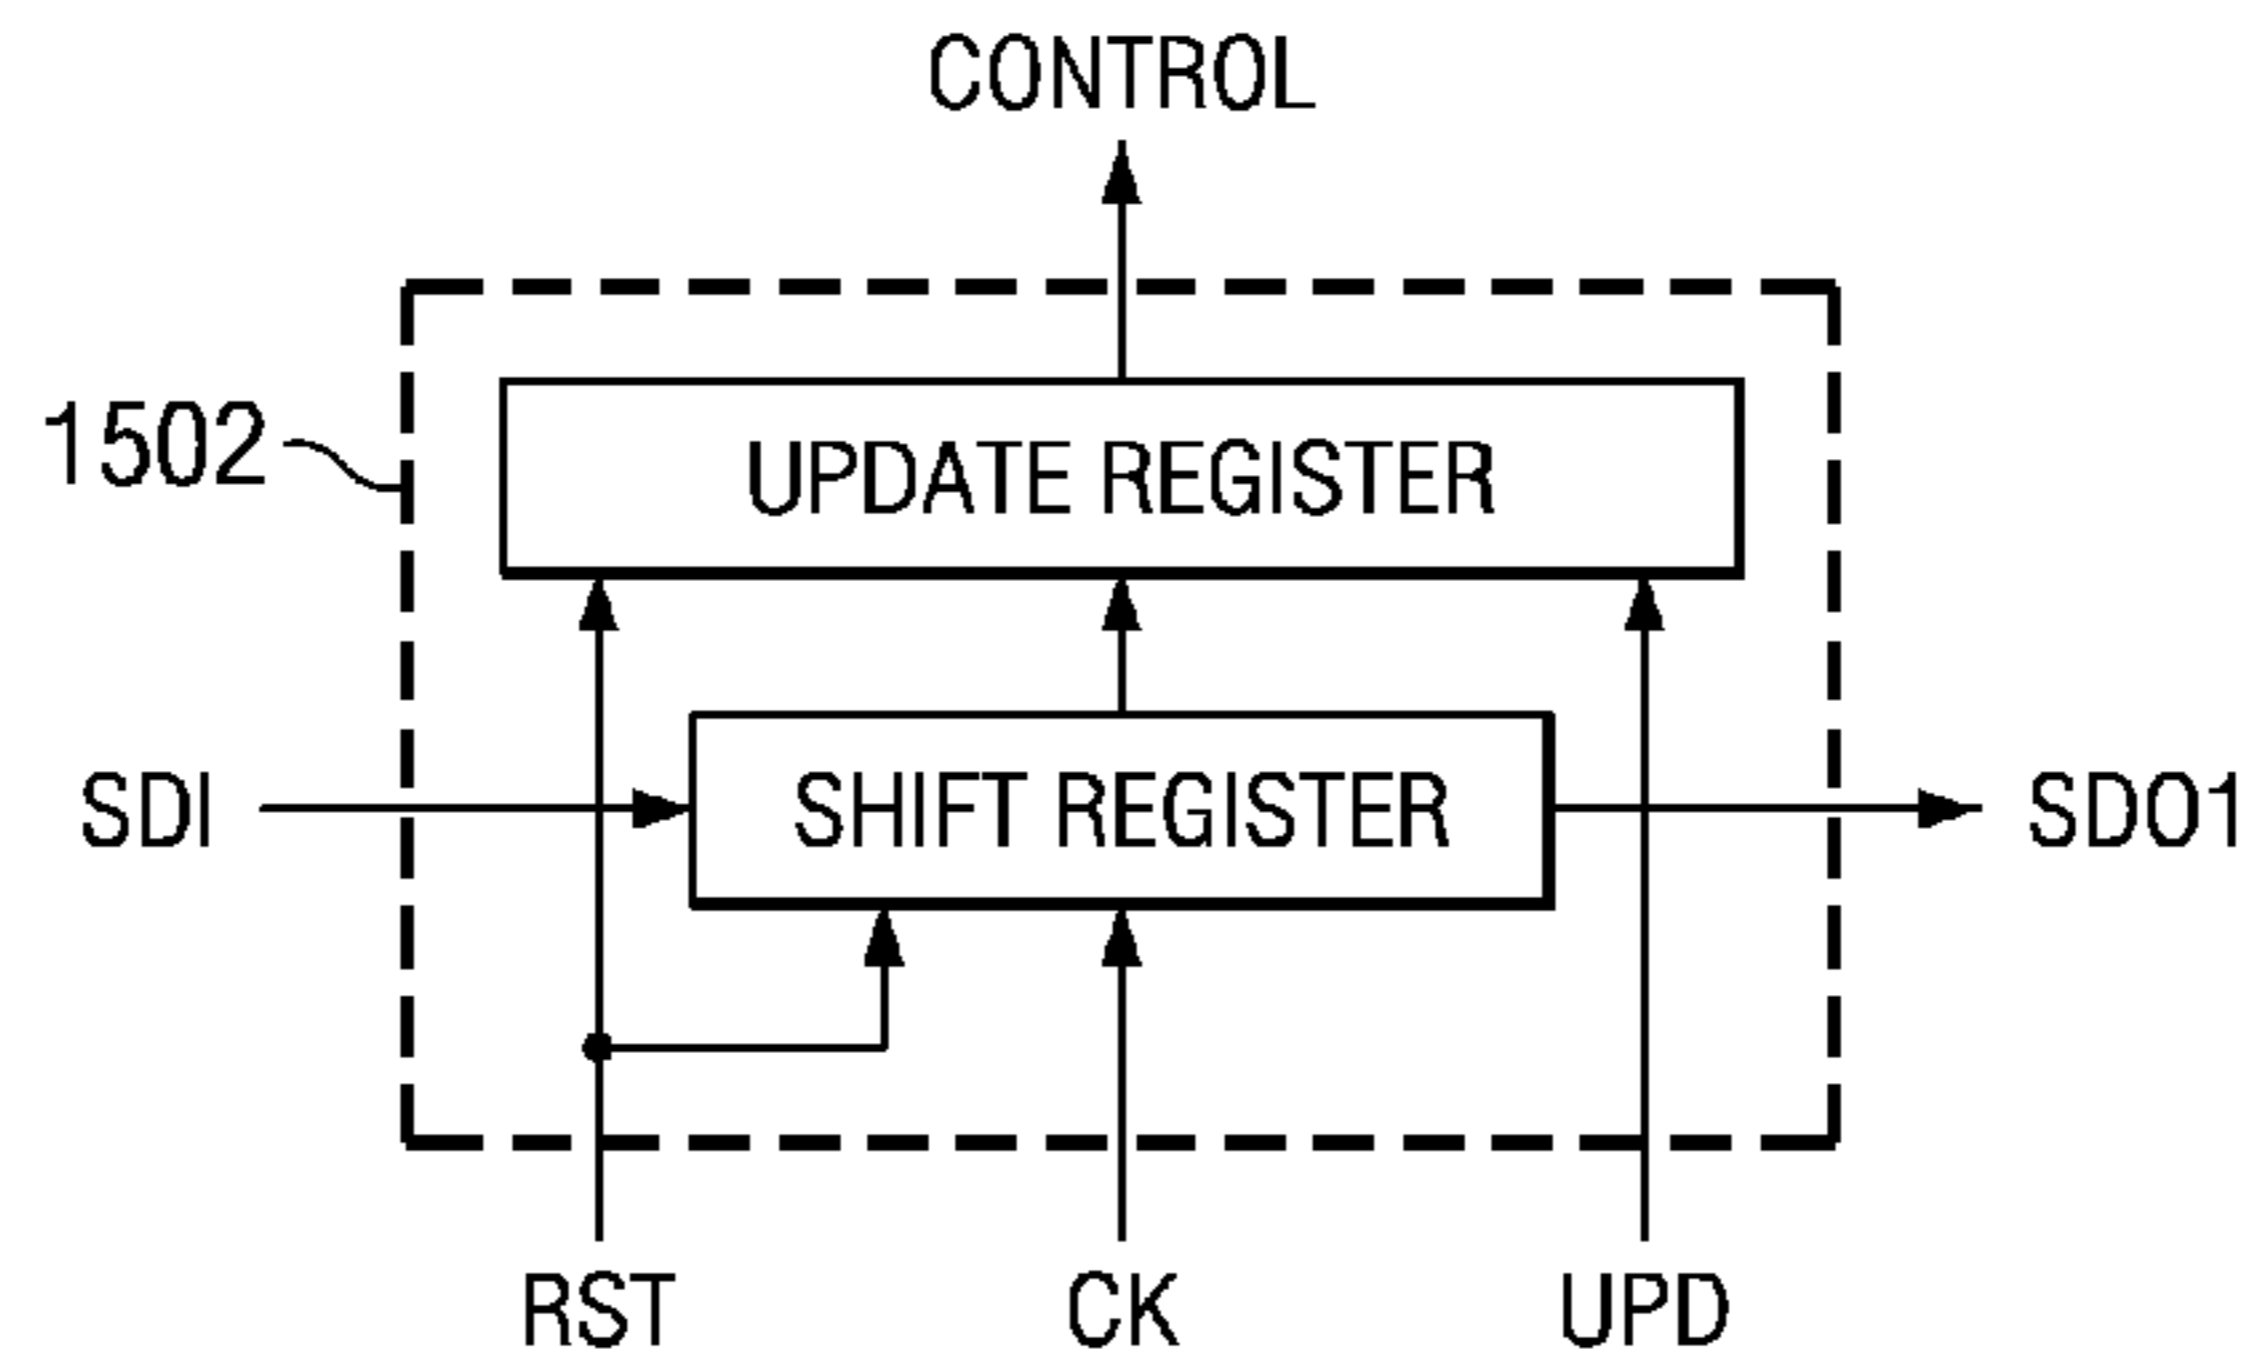 CONTROL
1502
UPDATE REGISTER
SDI
SHIFT REGISTER
SDO1
RST
CK
UPD